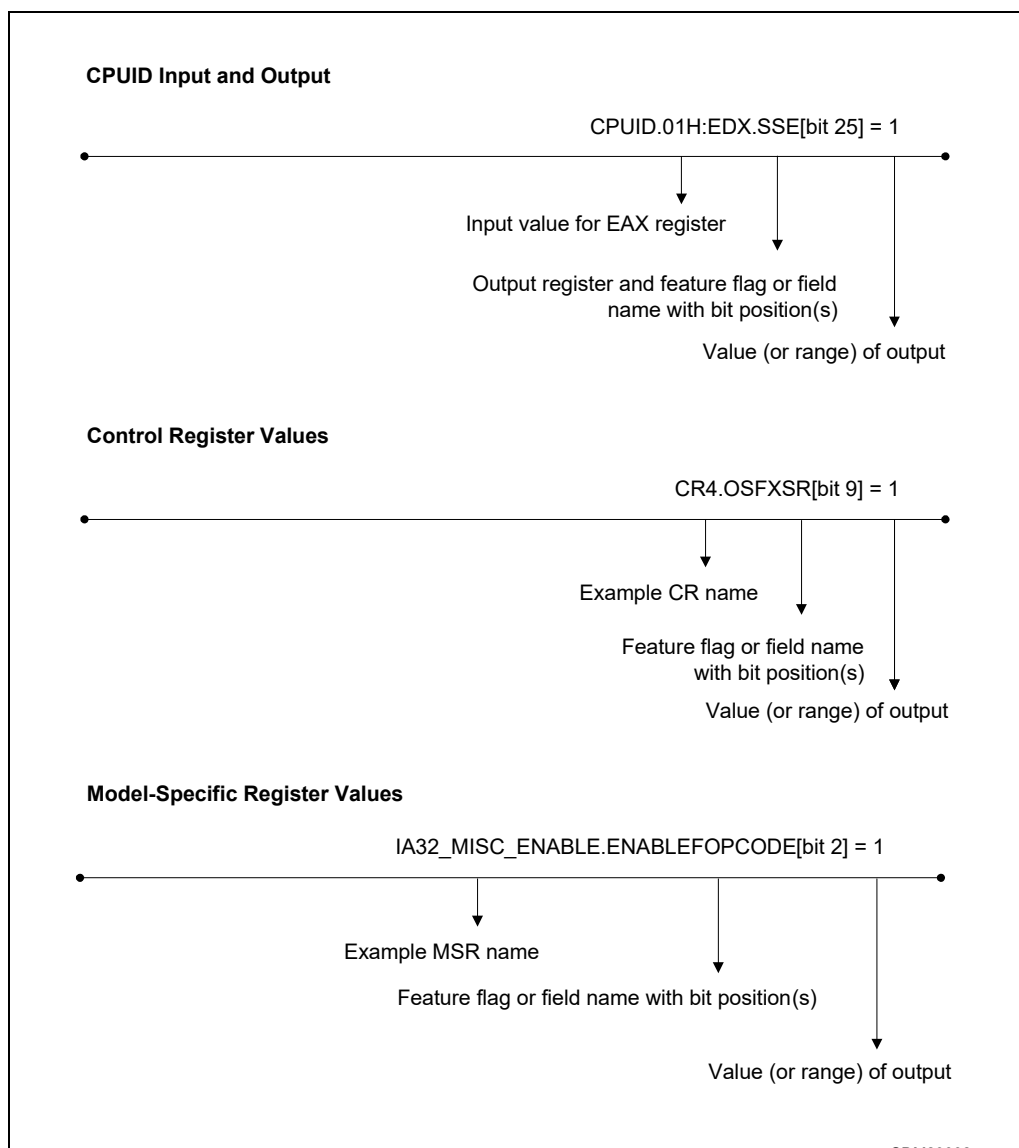 CPUID Input and Output
CPUID.01H:EDX.SSE[bit 25] = 1
Input value for EAX register
Output register and feature flag or field
name with bit position(s)
Value (or range) of output
Control Register Values
CR4.OSFXSR[bit 9] = 1
Example CR name
Feature flag or field name
with bit position(s)
Value (or range) of output
Model-Specific Register Values
IA32_MISC_ENABLE.ENABLEFOPCODE[bit 2] = 1
Example MSR name
Feature flag or field name with bit position(s)
Value (or range) of output